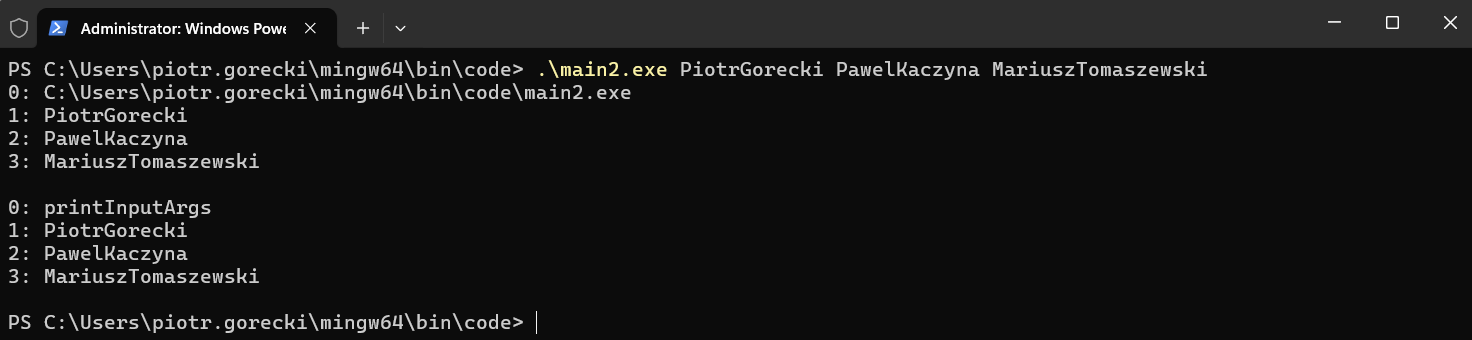 Administrator: Windows Powe
PS C:\Users\piotr.gorecki\mingw64\bin\code> .\main2.exe PiotrGorecki PawelKaczyna MariuszTomaszewski
0: C:\Users\piotr.gorecki\mingw64\bin\code\main2.exe
1: PiotrGorecki
2: PawelKaczyna
3: MariuszTomaszewski
0: printInputArgs
1: PiotrGorecki
2: PawelKaczyna
3: MariuszTomaszewski
PS C:\Users\piotr.gorecki\mingw64\bin\code>